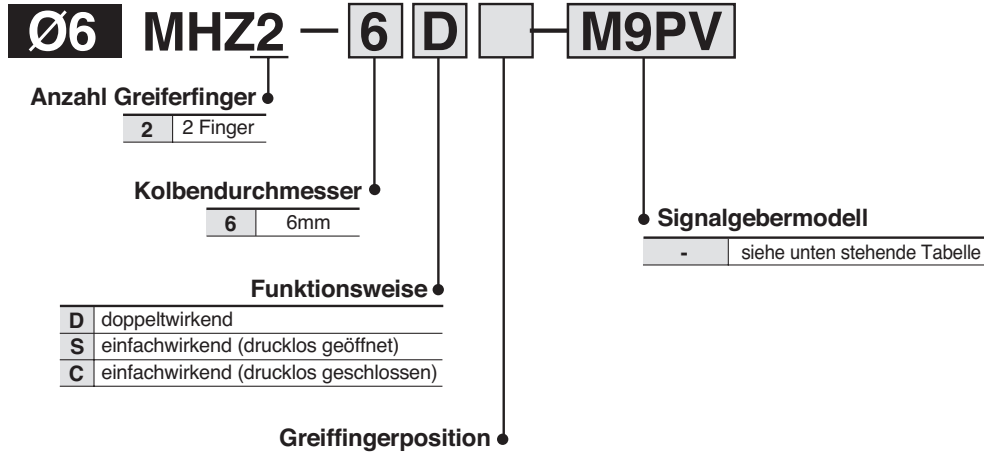 Ø6 MHZ2 — 6 D — M9PV
Anzahl Greiferfinger
2 2 Finger
Kolbendurchmesser
6 6mm
Signalgebermodell
- siehe unten stehende Tabelle
Funktionsweise
D doppeltwirkend
S einfachwirkend (drucklos geöffnet)
C einfachwirkend (drucklos geschlossen)
Greiffingerposition